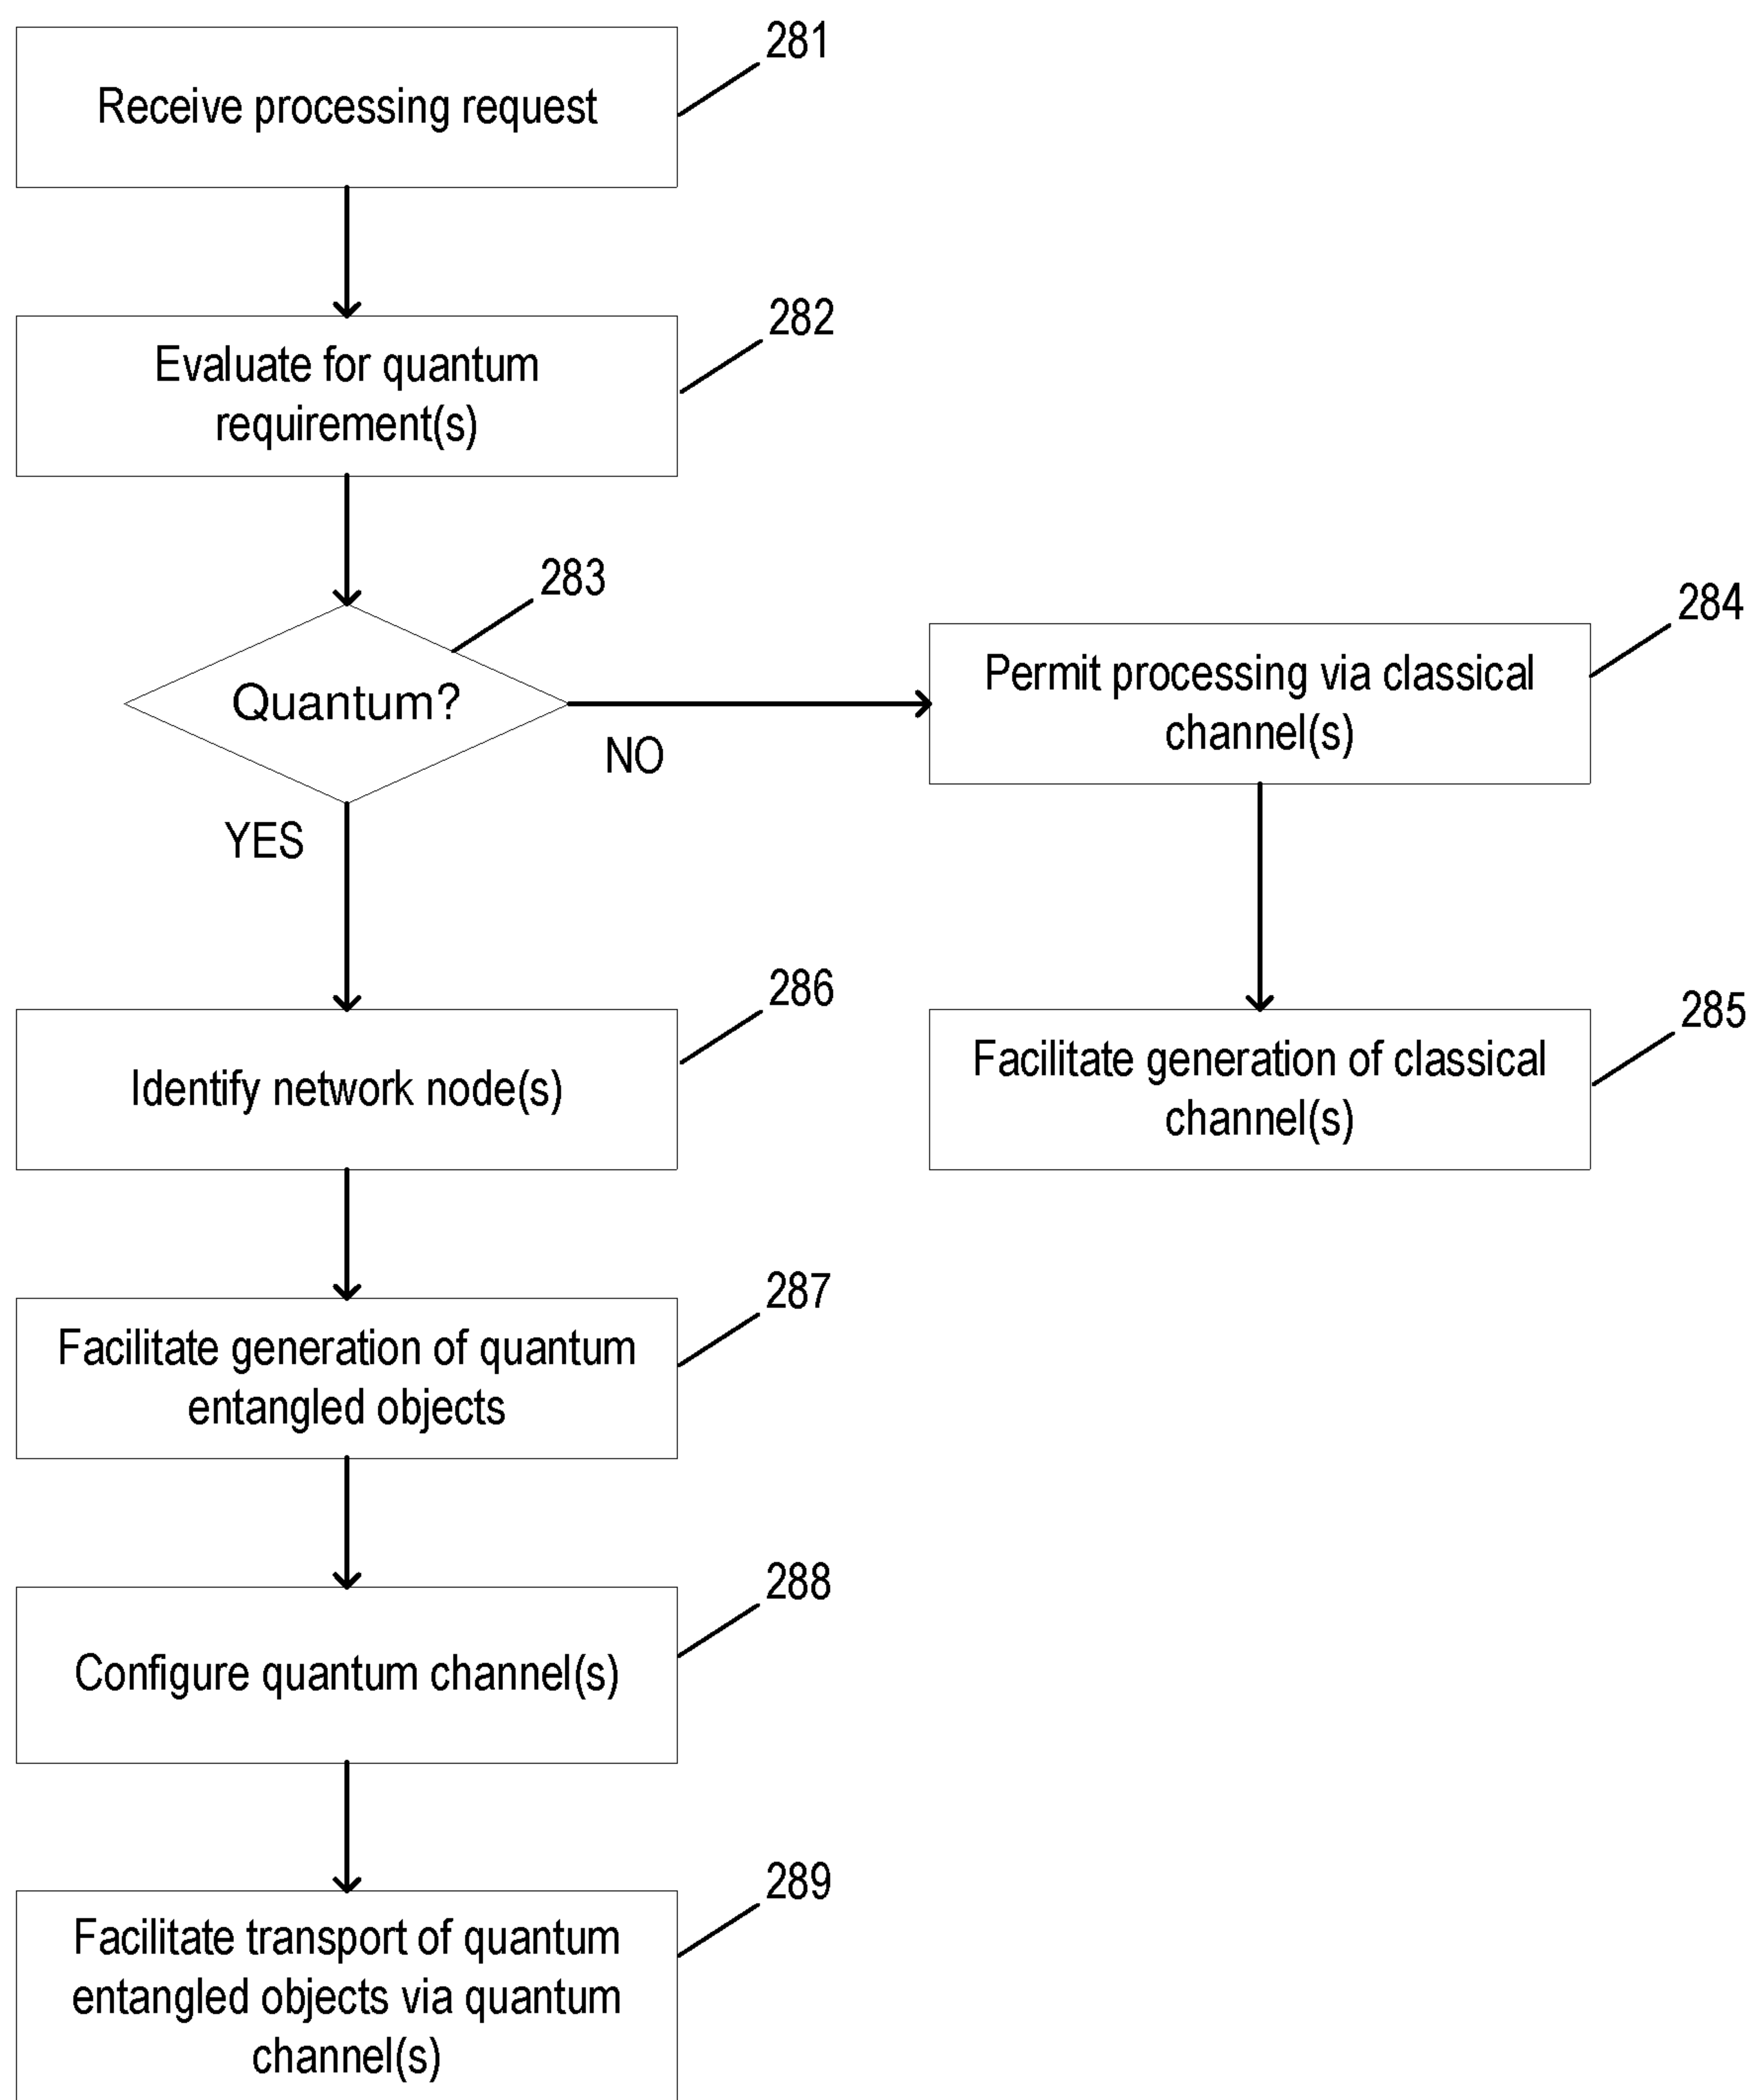 281
Receive processing request
282
Evaluate for quantum
requirement(s)
283
Quantum?
NO
YES
284
Permit processing via classical
channel(s)
285
Facilitate generation of classical
channel(s)
286
Identify network node(s)
287
Facilitate generation of quantum
entangled objects
288
Configure quantum channel(s)
289
Facilitate transport of quantum
entangled objects via quantum
channel(s)